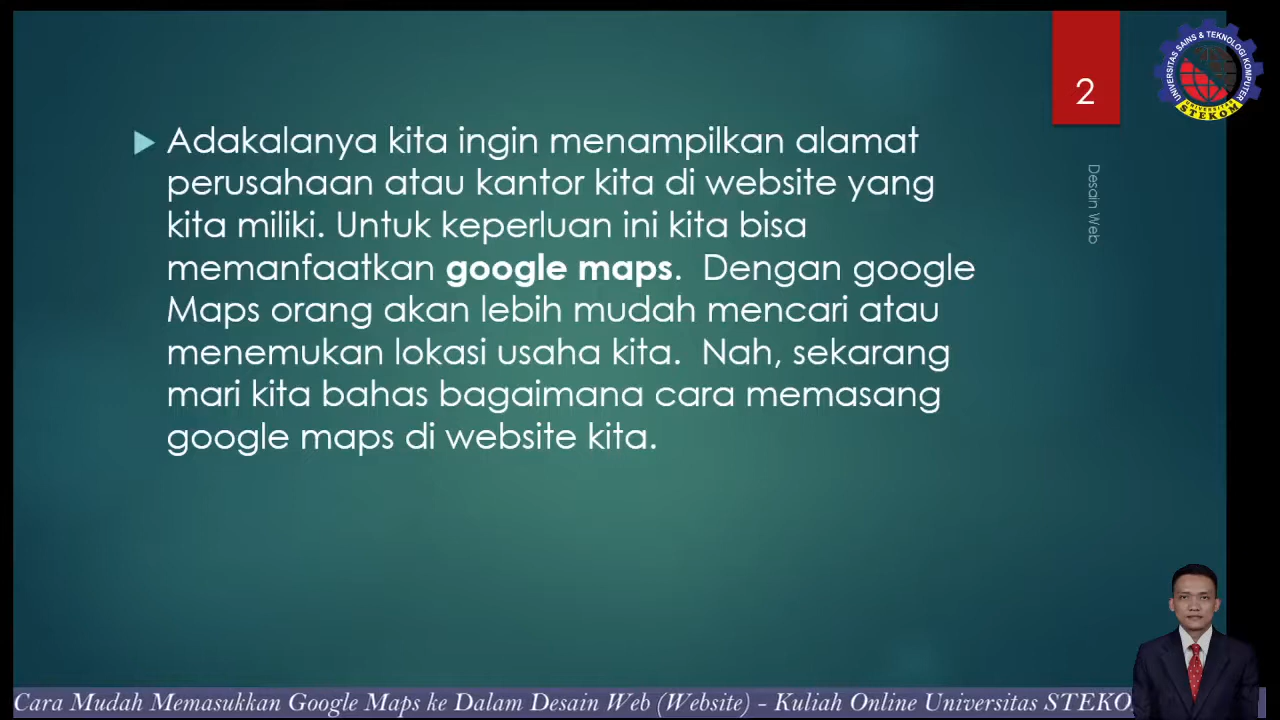 2
UNIVERSITAS SAINS & TEKNOLOGI KOMPUTER
UNIVERSITAS
STEKOM
Adakalanya kita ingin menampilkan alamat
perusahaan atau kantor kita di website yang
kita miliki. Untuk keperluan ini kita bisa
memanfaatkan google maps.  Dengan google
Maps orang akan lebih mudah mencari atau
menemukan lokasi usaha kita.  Nah, sekarang
mari kita bahas bagaimana cara memasang
google maps di website kita.
Desain Web
Cara Mudah Memasukkan Google Maps ke Dalam Desain Web (Website) - Kuliah Online Universitas STEKO